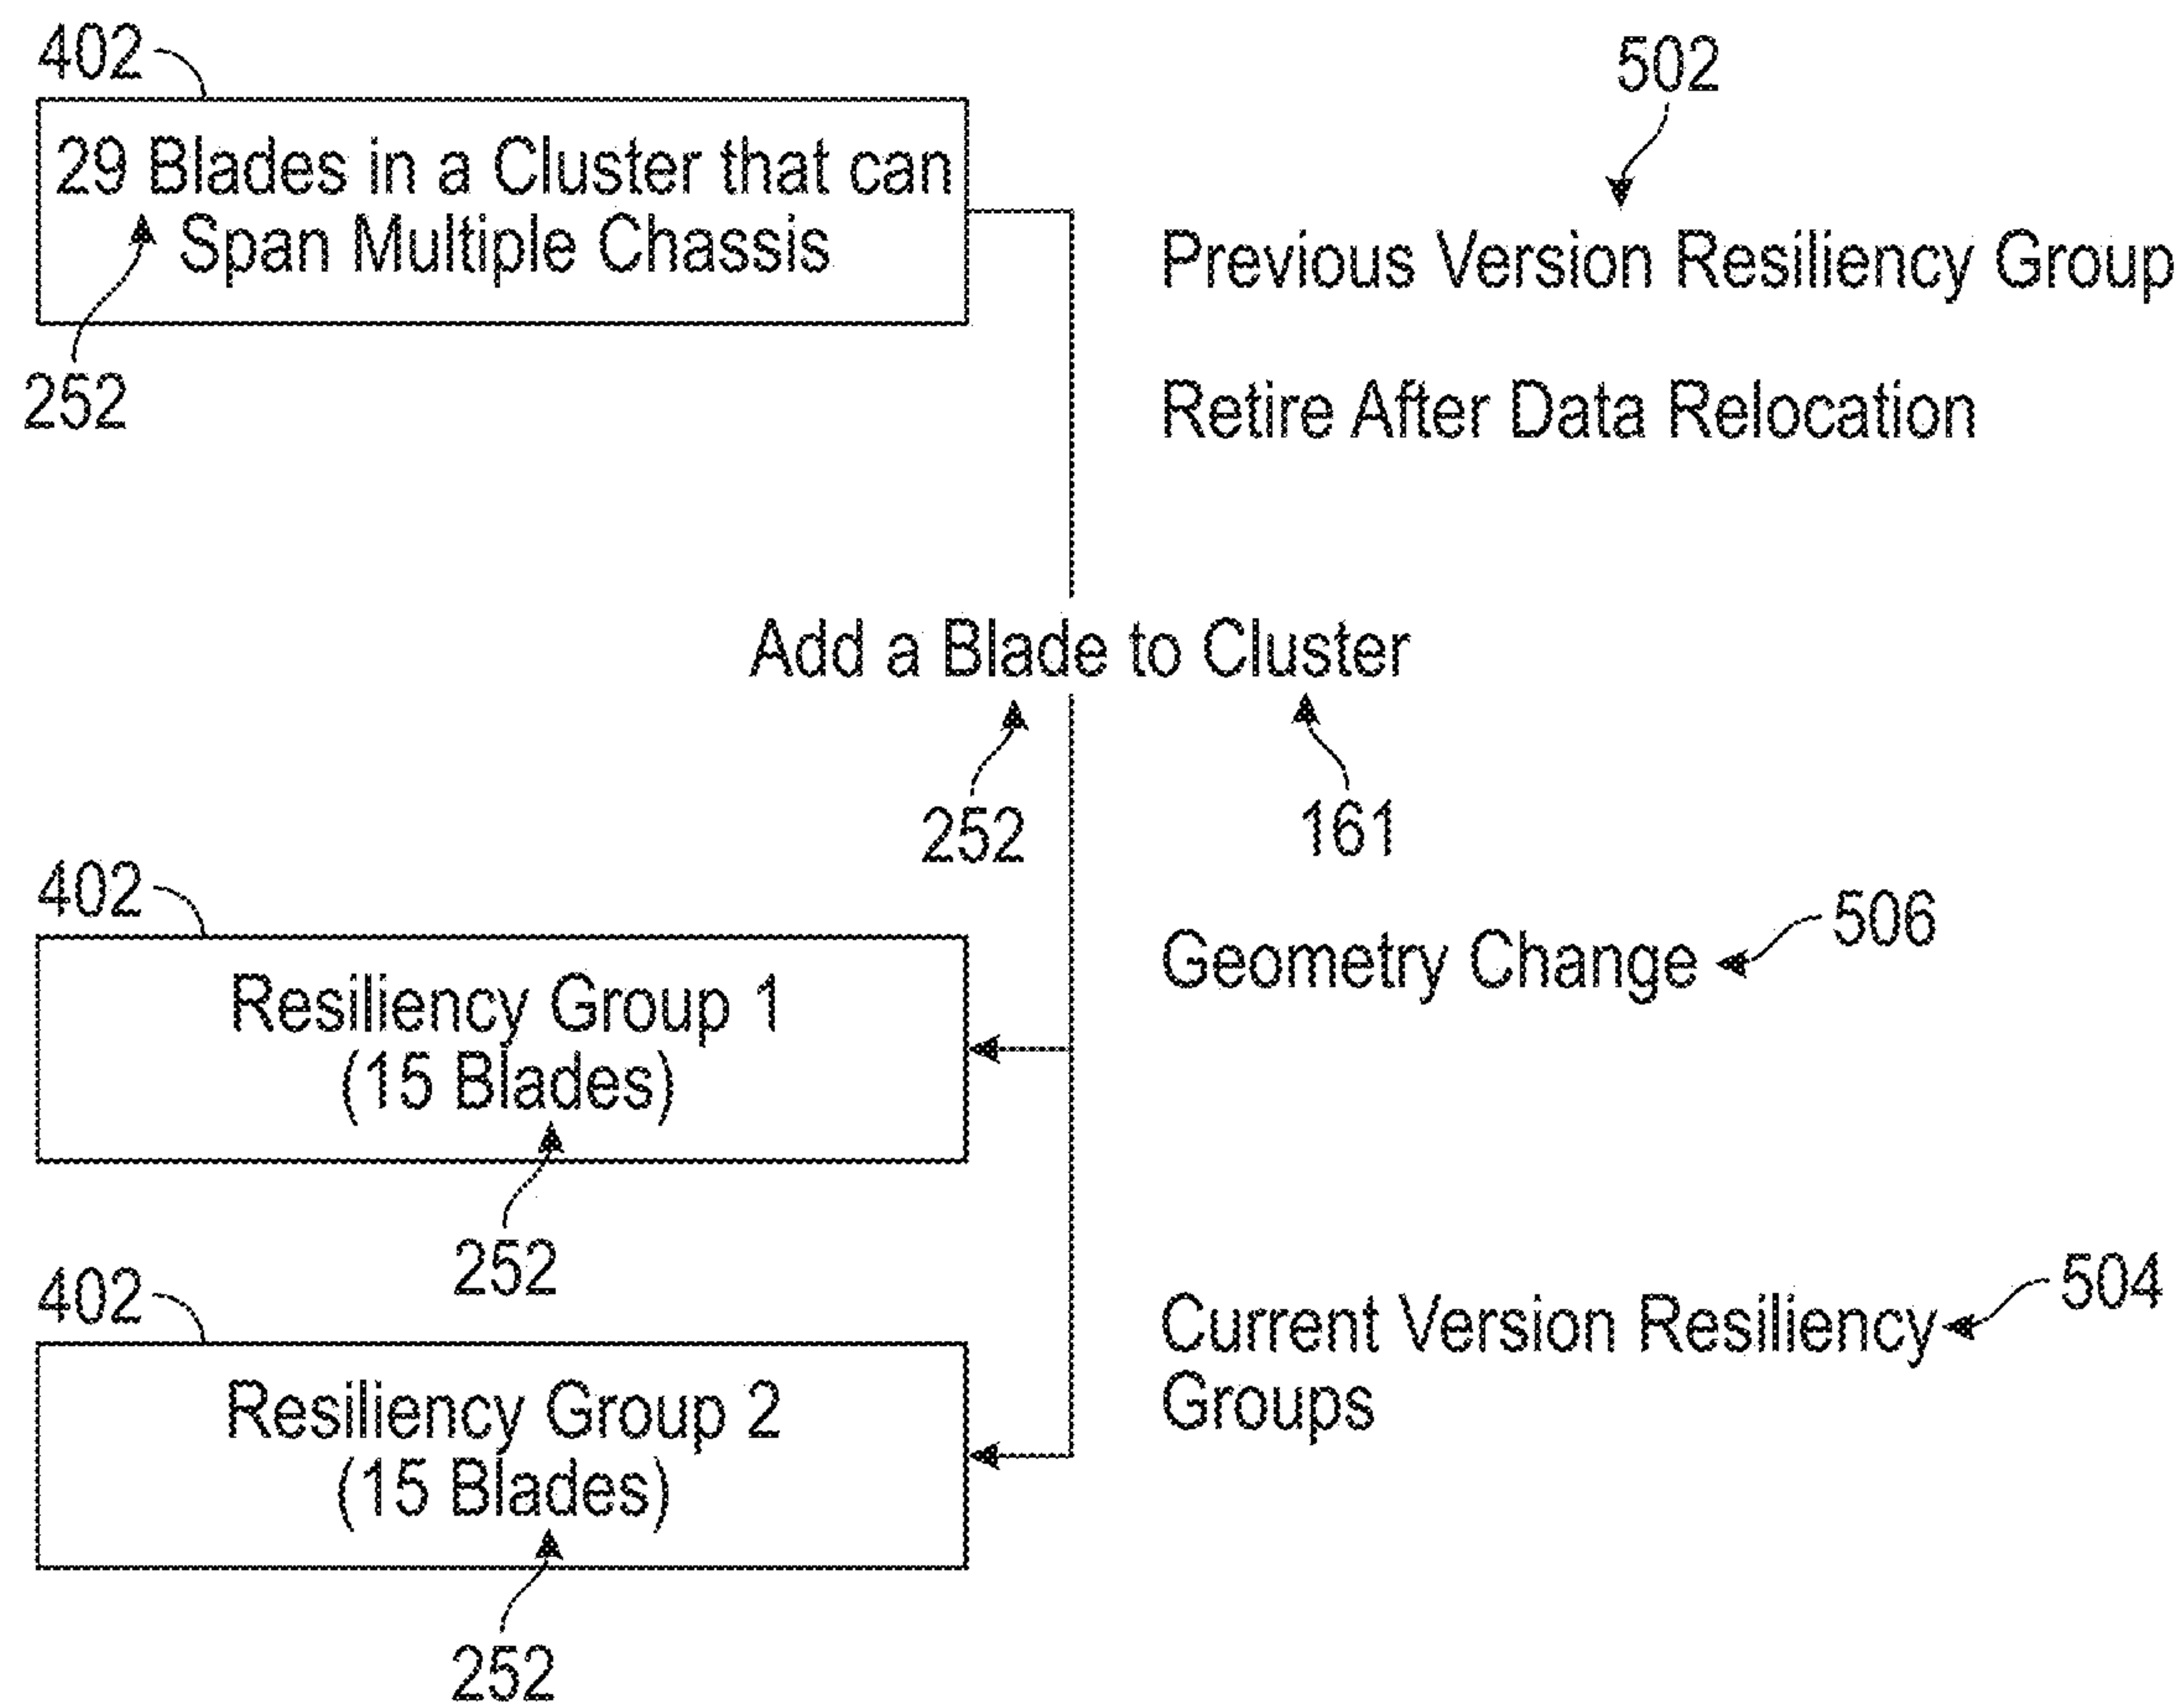 402
502
29 Blades in a Cluster that can
Span Multiple Chassis
252
Previous Version Resiliency Group
Retire After Data Relocation
Add a Blade to Cluster
252
161
402
Geometry Change
506
Resiliency Group 1
(15 Blades)
252
402
Current Version Resiliency
Groups
504
Resiliency Group 2
(15 Blades)
252